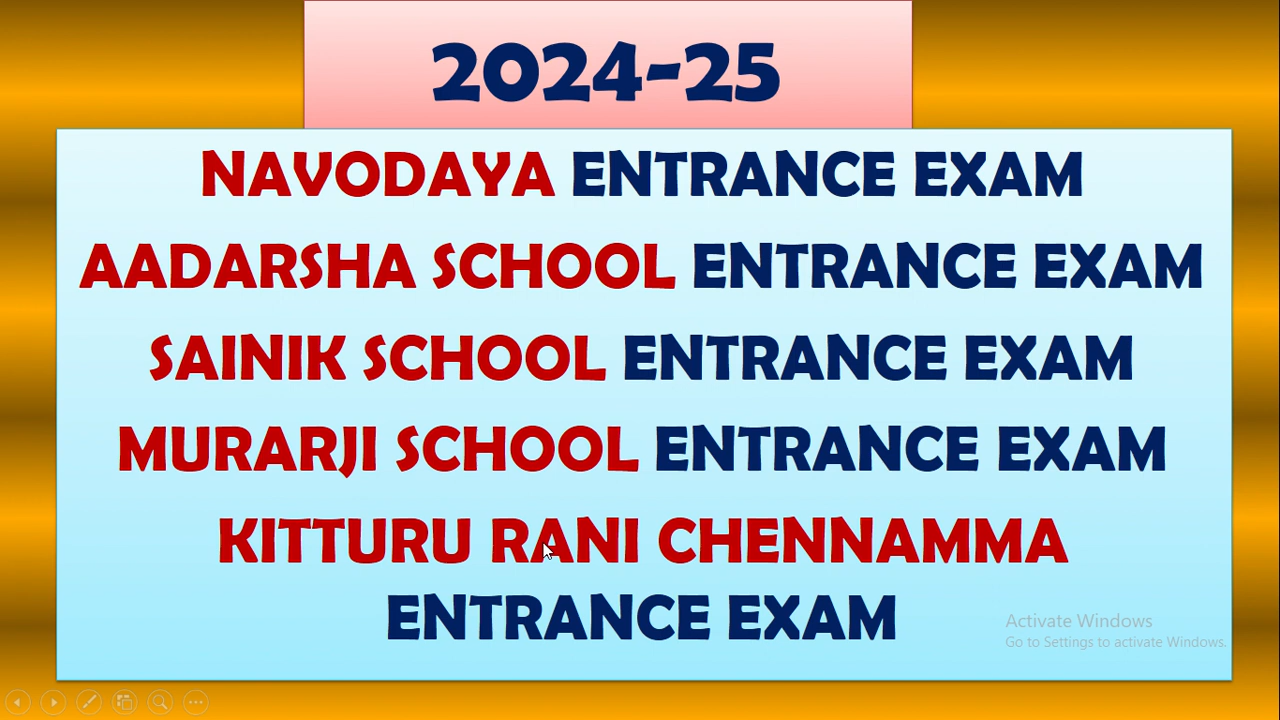 2024-25
NAVODAYA ENTRANCE EXAM
AADARSHA SCHOOL ENTRANCE EXAM
SAINIK SCHOOL ENTRANCE EXAM
MURARJI SCHOOL ENTRANCE EXAM
KITTURU RANI CHENNAMMA
ENTRANCE EXAM
Activate Windows
Go to Settings to activate Windows.